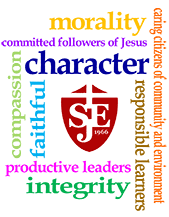 morality
committed followers of Jesus
character
compassion
faithful
SJE
1966
responsible learners
caring citizens of community and environment
productive leaders
integrity